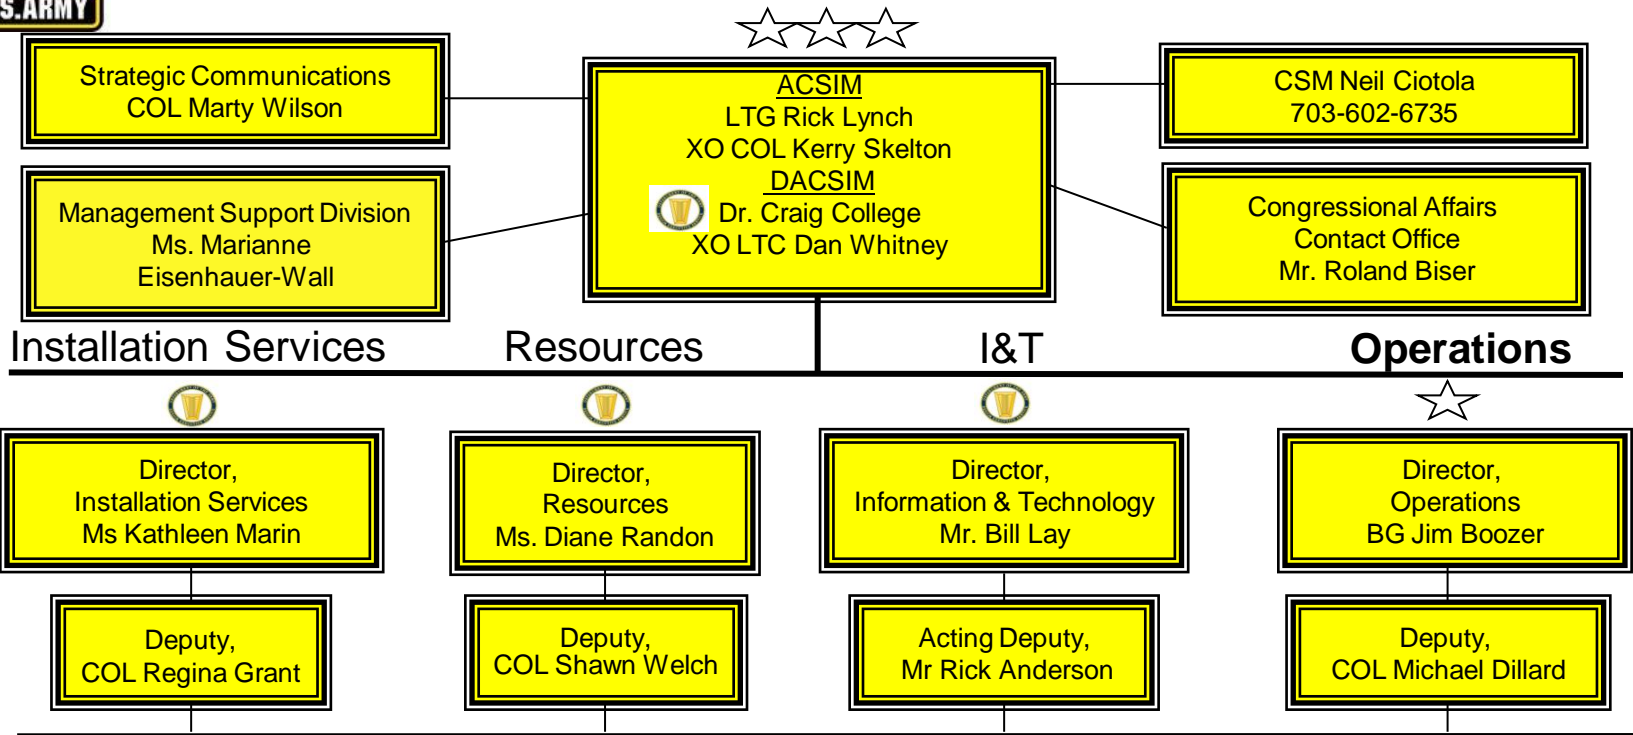 S.ARMY
Strategic Communications
COL Marty Wilson
ACSIM
LTG Rick Lynch
XO COL Kerry Skelton
DACSIM
Dr. Craig College
XO LTC Dan Whitney
CSM Neil Ciotola
703-602-6735
Management Support Division
Ms. Marianne
Eisenhauer-Wall
Congressional Affairs
Contact Office
Mr. Roland Biser
Installation Services
Resources
I&T
Operations
Director,
Installation Services
Ms Kathleen Marin
Director,
Resources
Ms. Diane Randon
Director,
Information & Technology
Mr. Bill Lay
Director,
Operations
BG Jim Boozer
Deputy,
COL Regina Grant
Deputy,
COL Shawn Welch
Acting Deputy,
Mr Rick Anderson
Deputy,
COL Michael Dillard